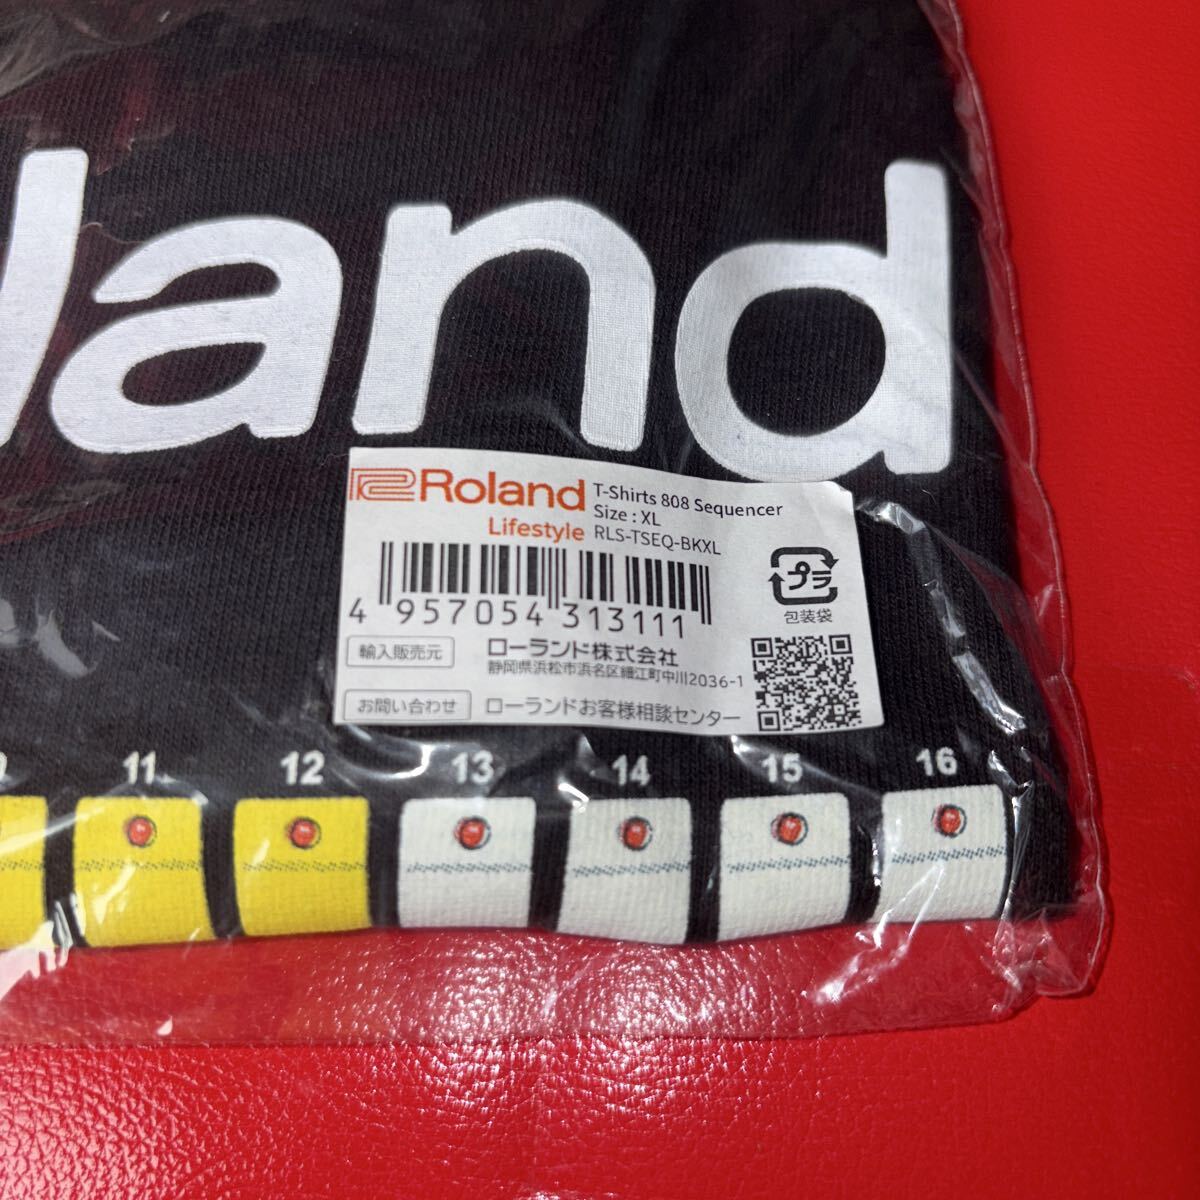 land
Roland
Lifestyle
T-Shirts 808 Sequencer
Size : XL
RLS-TSEQ-BKXL
4 957054 313111
プラ
包装袋
輸入販売元
ローランド株式会社
静岡県浜松市浜名区細江町中川2036-1
お問い合わせ
ローランドお客様相談センター
11 12 13 14 15 16